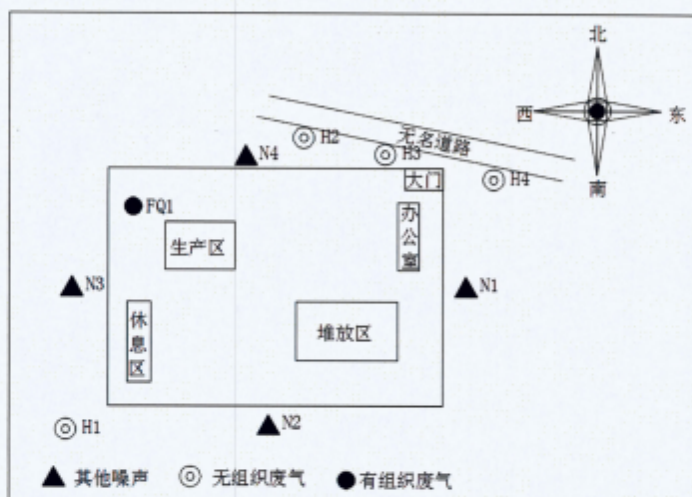 北
西
东
南
无名道路
H2
H3
H4
N4
大门
FQ1
办公室
生产区
N3
N1
休息区
堆放区
H1
N2
其他噪声
无组织废气
有组织废气